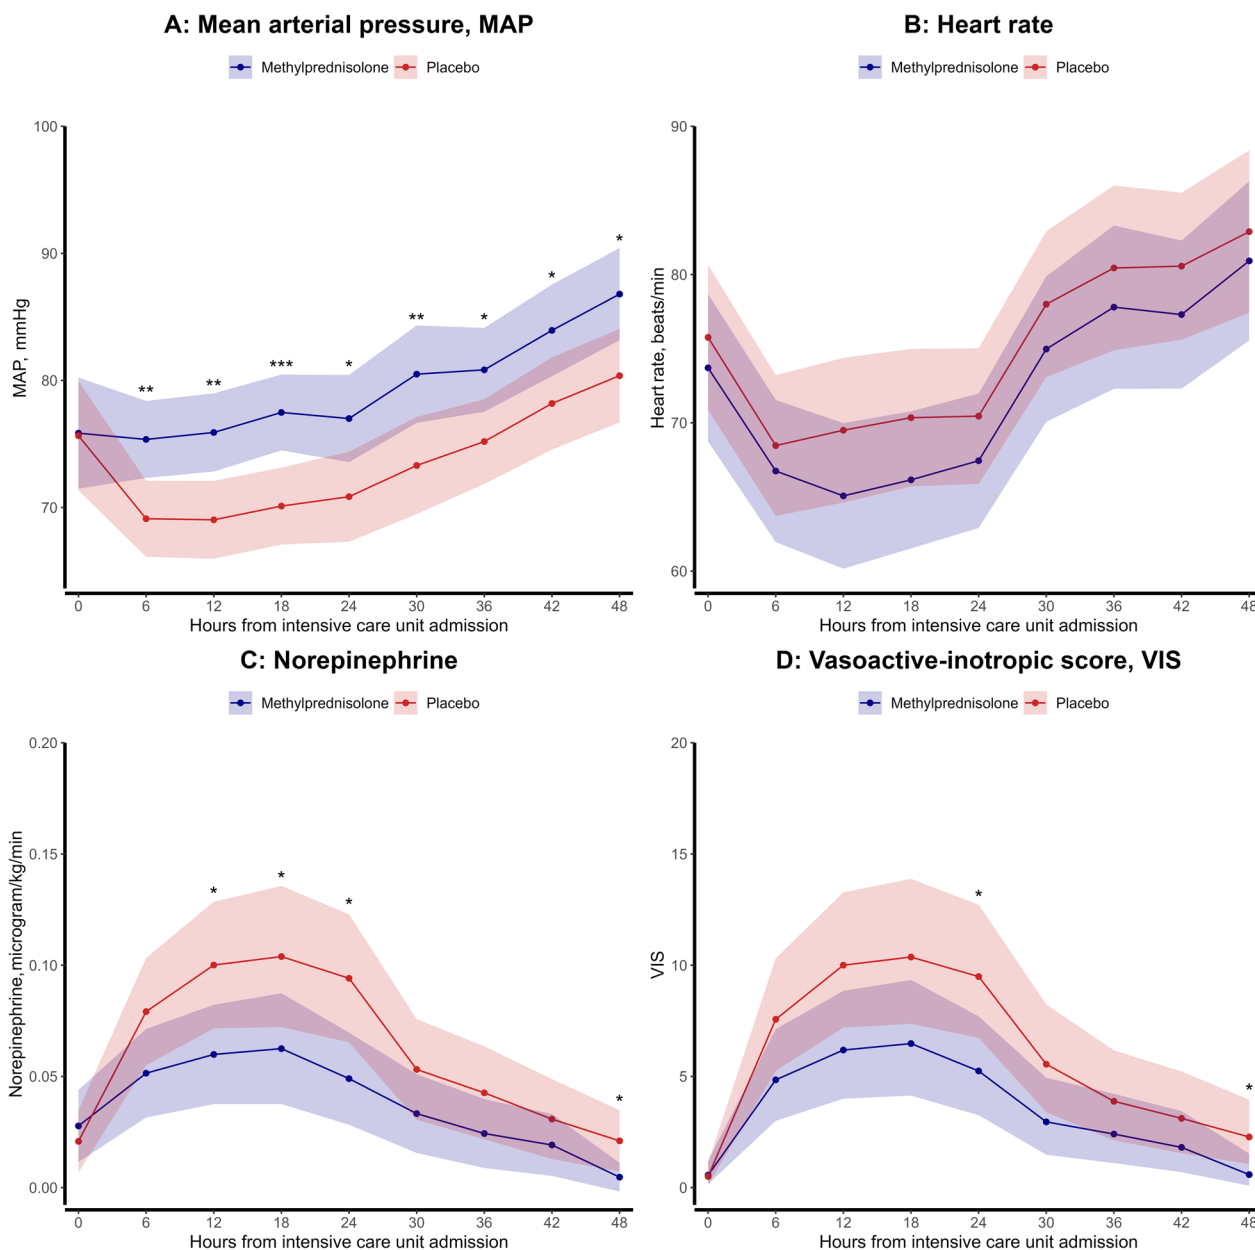 A: Mean arterial pressure, MAP
Methylprednisolone Placebo
100
90
80
70
MAP, mmHg
** ** *** * ** * * *
0 6 12 18 24 30 36 42 48
Hours from intensive care unit admission
B: Heart rate
Methylprednisolone Placebo
90
80
70
60
Heart rate, beats/min
0 6 12 18 24 30 36 42 48
Hours from intensive care unit admission
C: Norepinephrine
Methylprednisolone Placebo
0.20
0.15
0.10
0.05
0.00
Norepinephrine, microgram/kg/min
* * * *
0 6 12 18 24 30 36 42 48
Hours from intensive care unit admission
D: Vasoactive-inotropic score, VIS
Methylprednisolone Placebo
20
15
10
5
0
VIS
* *
0 6 12 18 24 30 36 42 48
Hours from intensive care unit admission